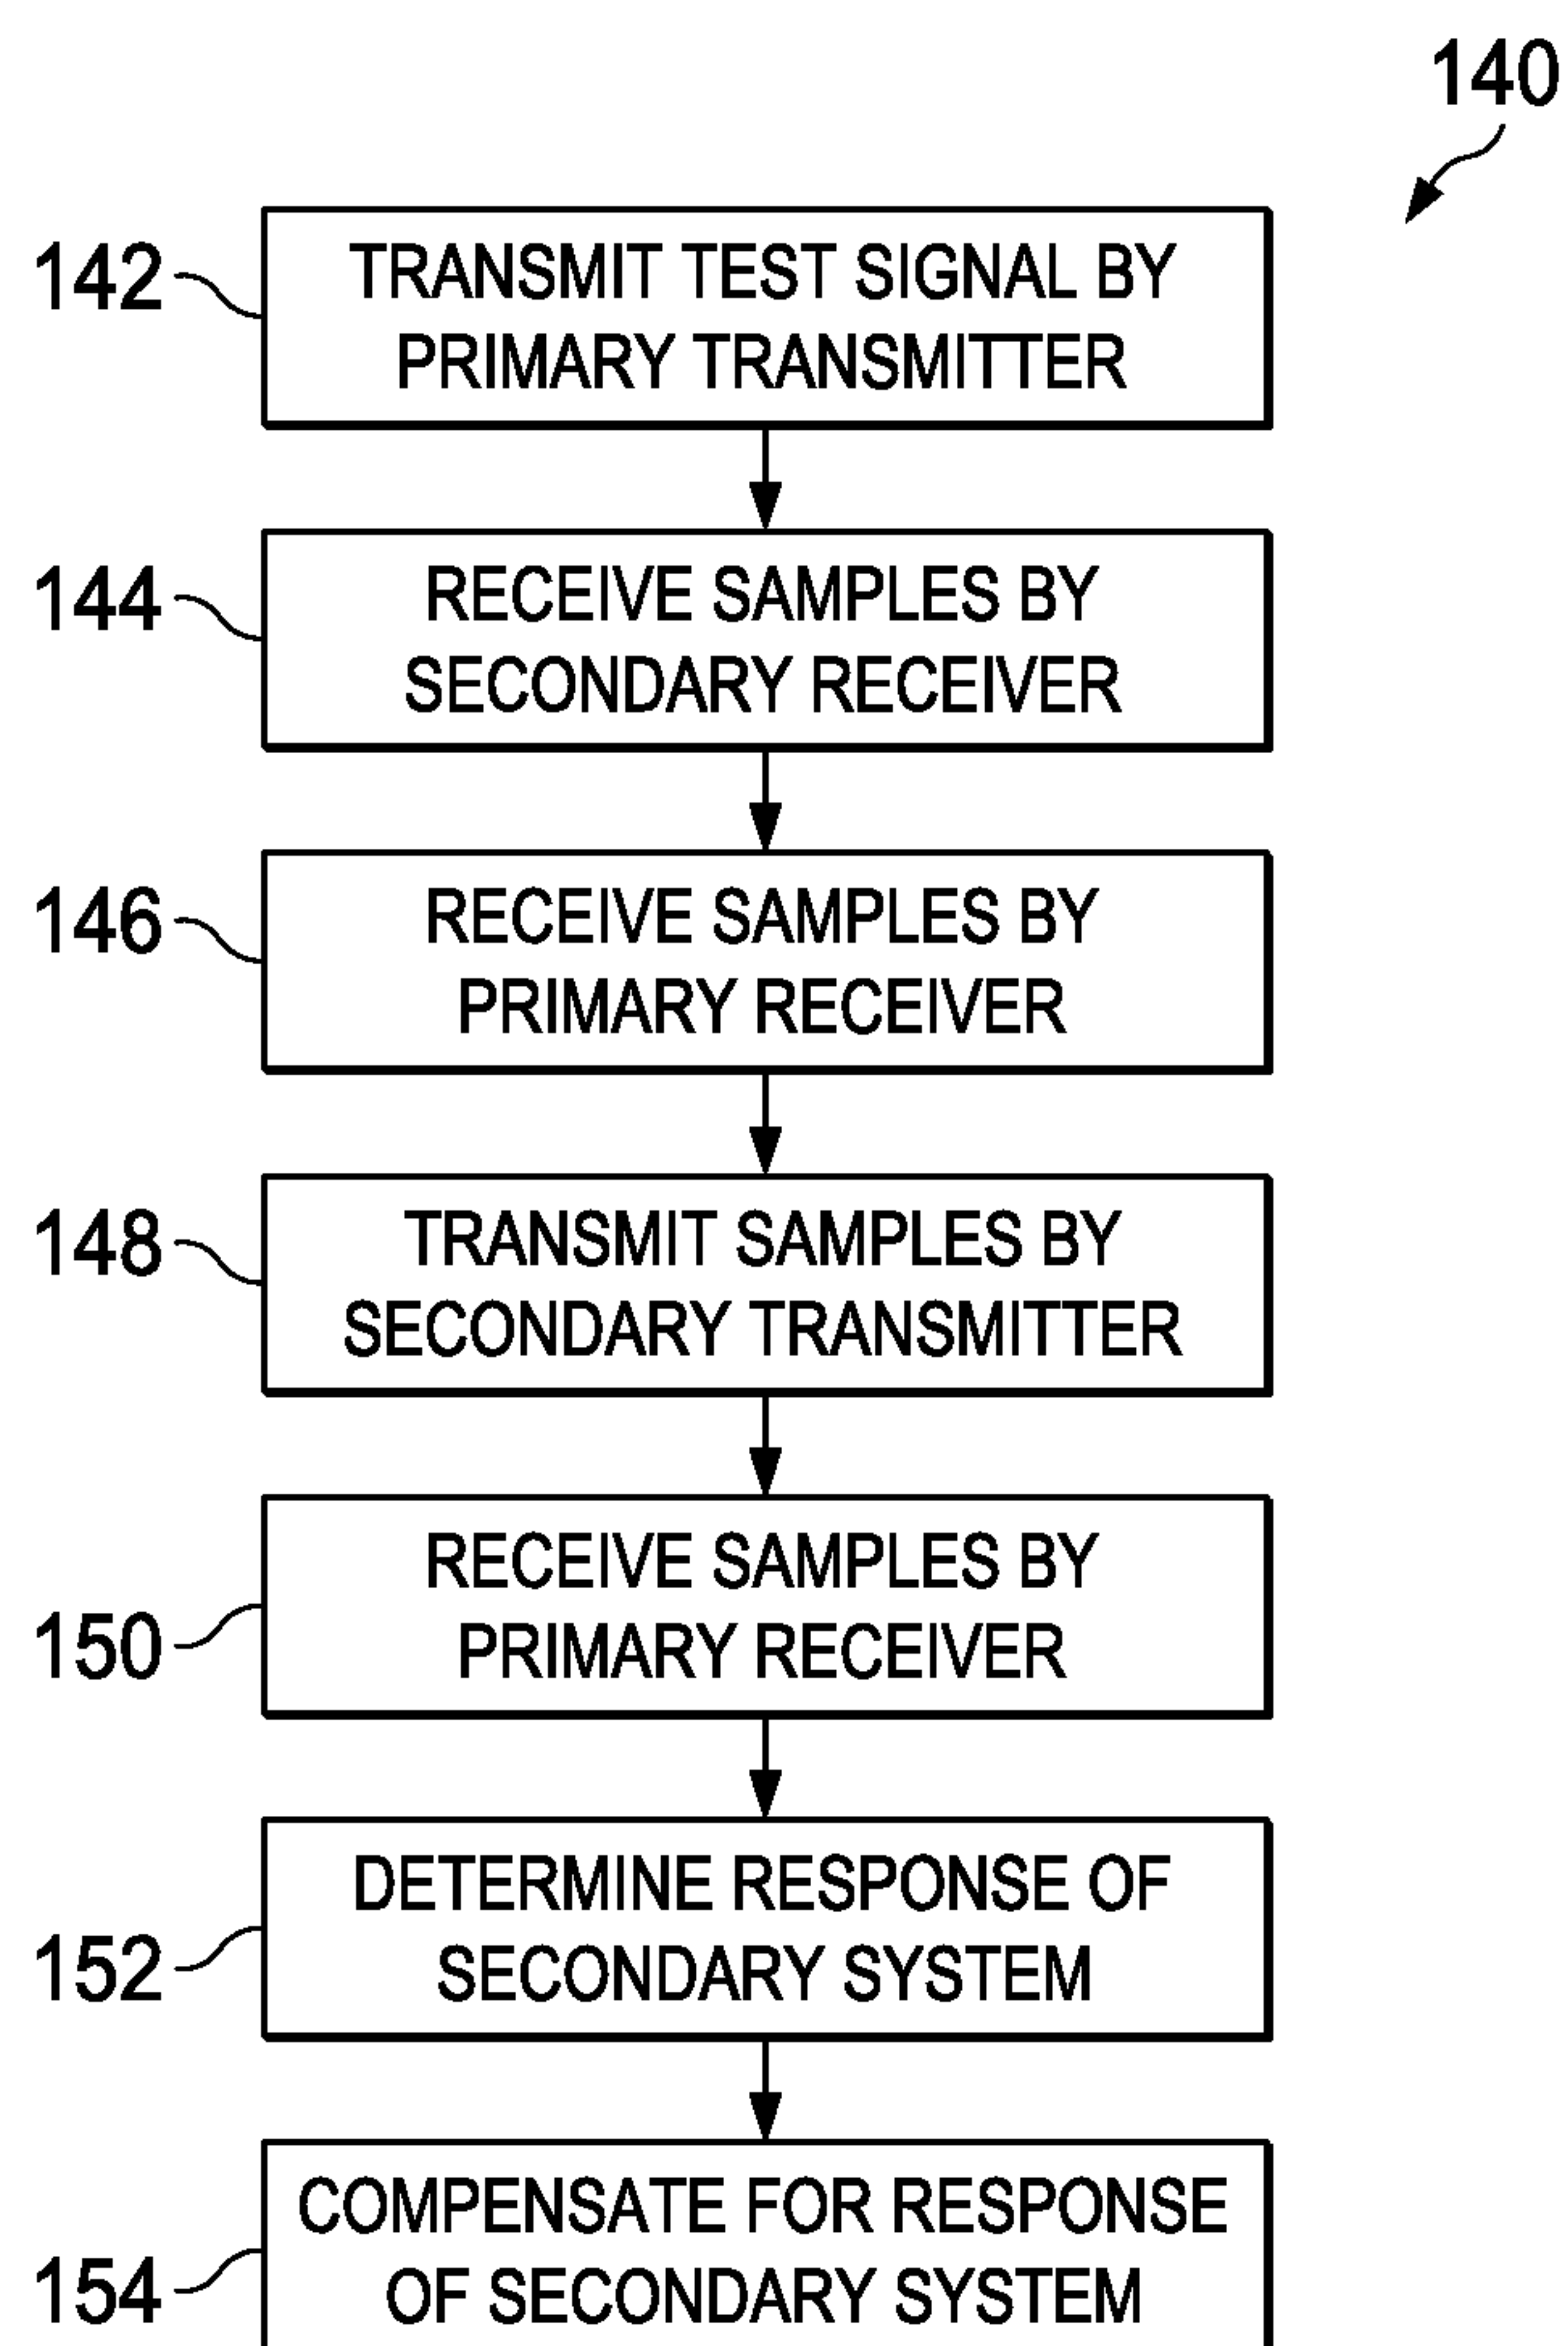 140
142
TRANSMIT TEST SIGNAL BY
PRIMARY TRANSMITTER
144
RECEIVE SAMPLES BY
SECONDARY RECEIVER
146
RECEIVE SAMPLES BY
PRIMARY RECEIVER
148
TRANSMIT SAMPLES BY
SECONDARY TRANSMITTER
150
RECEIVE SAMPLES BY
PRIMARY RECEIVER
152
DETERMINE RESPONSE OF
SECONDARY SYSTEM
154
COMPENSATE FOR RESPONSE
OF SECONDARY SYSTEM